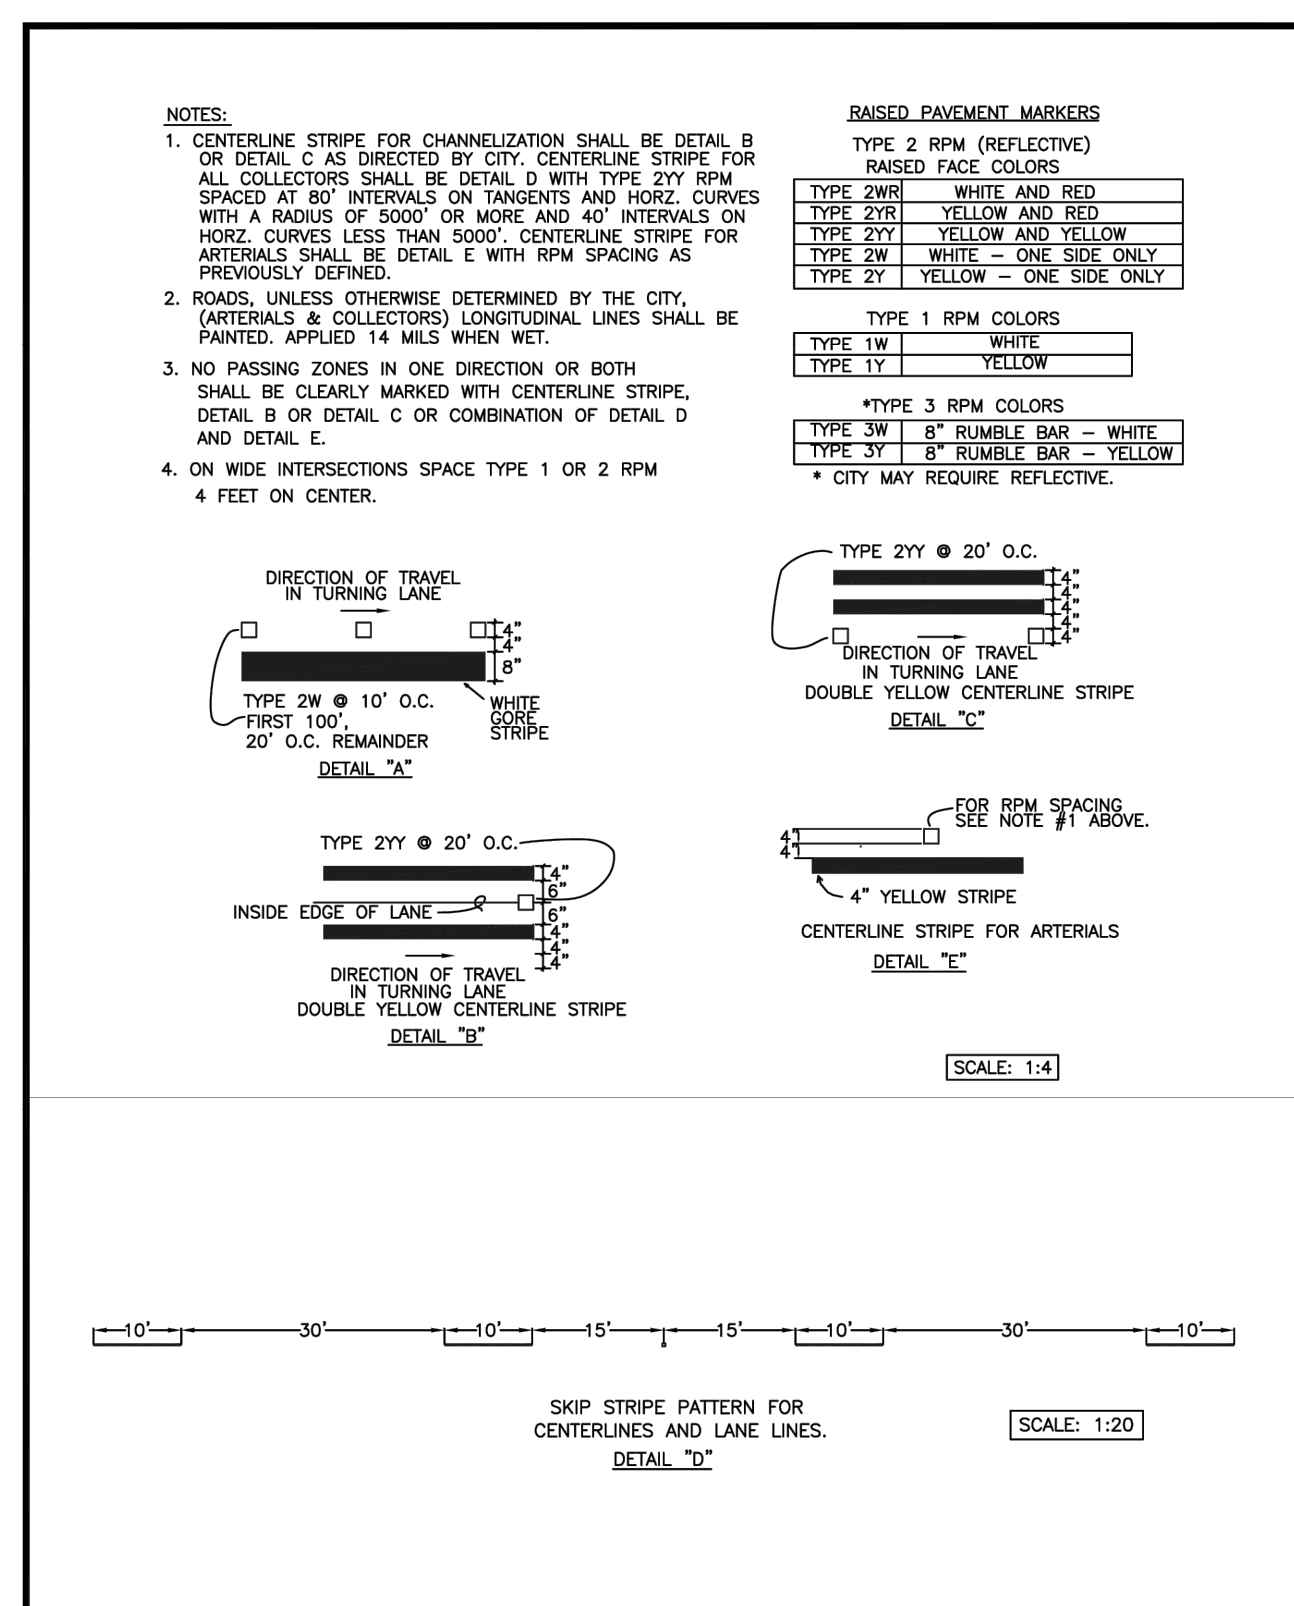 NOTES:
1. CENTERLINE STRIPE FOR CHANNELIZATION SHALL BE DETAIL B
OR DETAIL C AS DIRECTED BY CITY. CENTERLINE STRIPE FOR
ALL COLLECTORS SHALL BE DETAIL D WITH TYPE 2YY RPM
SPACED AT 80' INTERVALS ON TANGENTS AND HORZ. CURVES
WITH A RADIUS OF 5000' OR MORE AND 40' INTERVALS ON
HORZ. CURVES LESS THAN 5000'. CENTERLINE STRIPE FOR
ARTERIALS SHALL BE DETAIL E WITH RPM SPACING AS
PREVIOUSLY DEFINED.
2. ROADS, UNLESS OTHERWISE DETERMINED BY THE CITY,
(ARTERIALS & COLLECTORS) LONGITUDINAL LINES SHALL BE
PAINTED. APPLIED 14 MILS WHEN WET.
3. NO PASSING ZONES IN ONE DIRECTION OR BOTH
SHALL BE CLEARLY MARKED WITH CENTERLINE STRIPE,
DETAIL B OR DETAIL C OR COMBINATION OF DETAIL D
AND DETAIL E.
4. ON WIDE INTERSECTIONS SPACE TYPE 1 OR 2 RPM
4 FEET ON CENTER.
RAISED PAVEMENT MARKERS
TYPE 2 RPM (REFLECTIVE)
RAISED FACE COLORS
TYPE 2WR WHITE AND RED
TYPE 2YR YELLOW AND RED
TYPE 2YY YELLOW AND YELLOW
TYPE 2W WHITE – ONE SIDE ONLY
TYPE 2Y YELLOW – ONE SIDE ONLY
TYPE 1 RPM COLORS
TYPE 1W WHITE
TYPE 1Y YELLOW
*TYPE 3 RPM COLORS
TYPE 3W 8" RUMBLE BAR – WHITE
TYPE 3Y 8" RUMBLE BAR – YELLOW
* CITY MAY REQUIRE REFLECTIVE.
DIRECTION OF TRAVEL
IN TURNING LANE
4"
4"
8"
TYPE 2W @ 10' O.C.
FIRST 100',
20' O.C. REMAINDER
WHITE
GORE
STRIPE
DETAIL "A"
TYPE 2YY @ 20' O.C.
4"
4"
4"
4"
4"
DIRECTION OF TRAVEL
IN TURNING LANE
DOUBLE YELLOW CENTERLINE STRIPE
DETAIL "C"
TYPE 2YY @ 20' O.C.
4"
6"
INSIDE EDGE OF LANE
6"
4"
4"
4"
DIRECTION OF TRAVEL
IN TURNING LANE
DOUBLE YELLOW CENTERLINE STRIPE
DETAIL "B"
FOR RPM SPACING
SEE NOTE #1 ABOVE.
4"
4"
4" YELLOW STRIPE
CENTERLINE STRIPE FOR ARTERIALS
DETAIL "E"
SCALE: 1:4
10' 30' 10' 15' 15' 10' 30' 10'
SKIP STRIPE PATTERN FOR
CENTERLINES AND LANE LINES.
DETAIL "D"
SCALE: 1:20